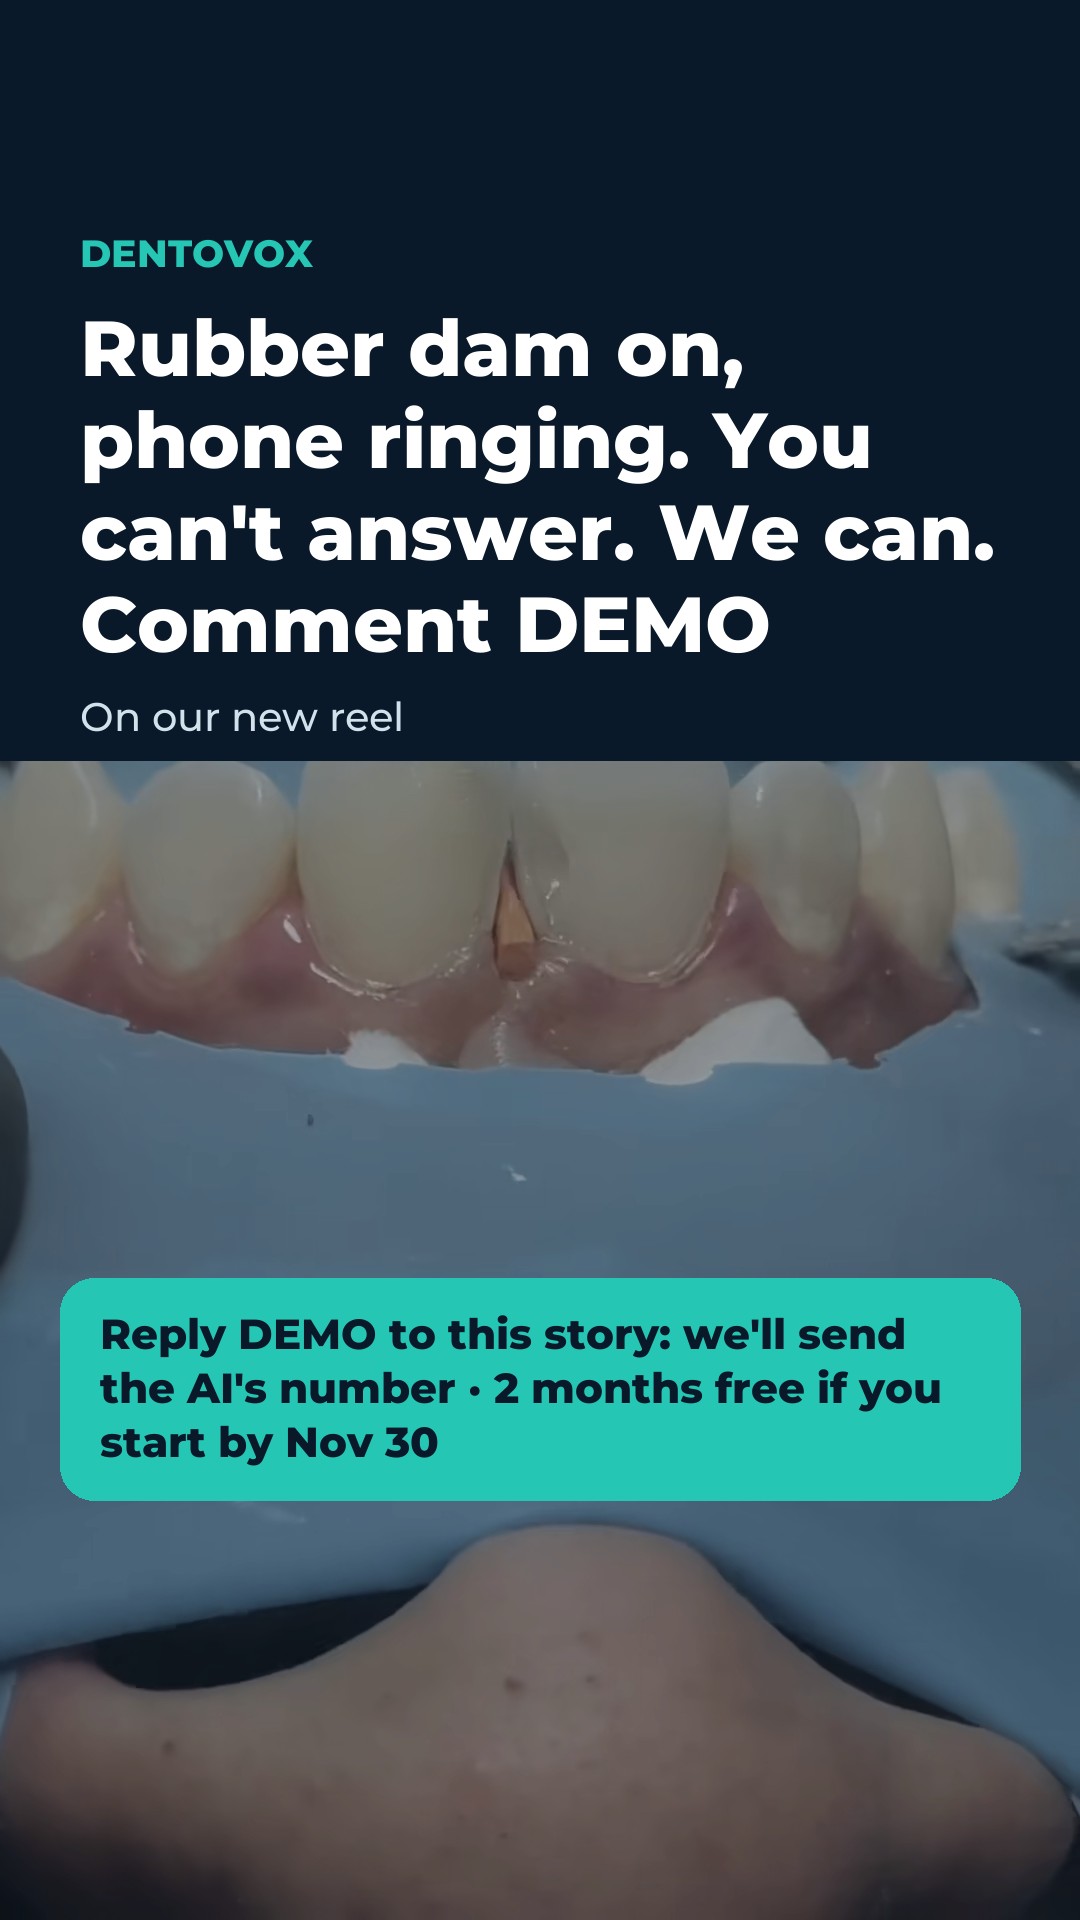 DENTOVOX
Rubber dam on,
phone ringing. You
can't answer. We can.
Comment DEMO
On our new reel
Reply DEMO to this story: we'll send
the AI's number • 2 months free if you
start by Nov 30